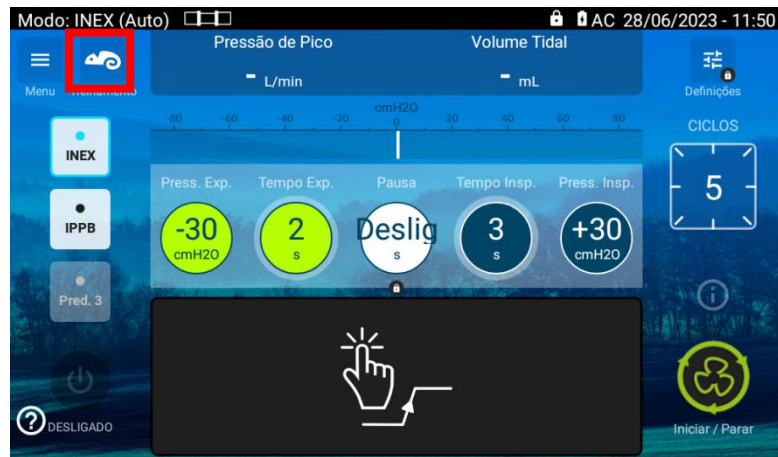 Modo: INEX (Auto)
AC 28/06/2023 - 11:50
Menu
Treinamento
Pressão de Pico
- L/min
Volume Tidal
- mL
Definições
cmH2O
-80 -60 -40 -20 0 20 40 60 80
INEX
IPPB
Pred. 3
DESLIGADO
Press. Exp.
-30
cmH2O
Tempo Exp.
2
s
Pausa
Deslig
s
Tempo Insp.
3
s
Press. Insp.
+30
cmH2O
CICLOS
5
Iniciar / Parar